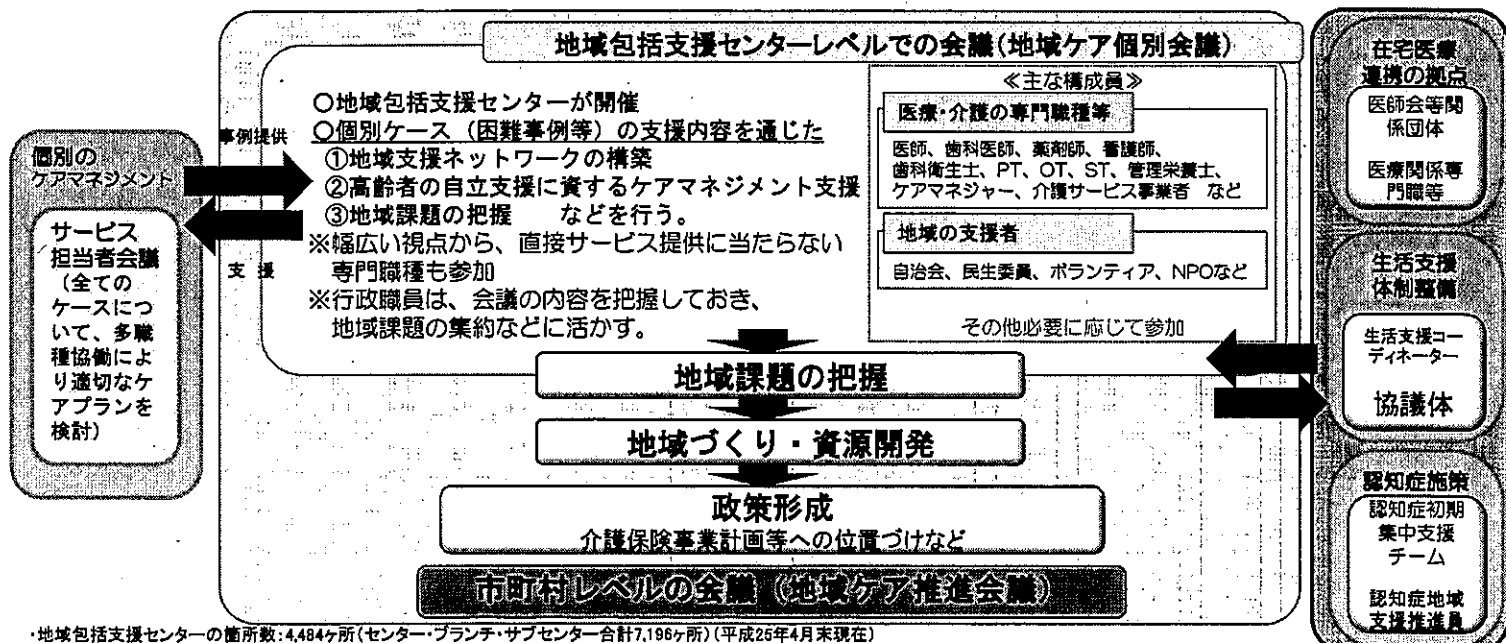 地域包括支援センターレベルでの会議(地域ケア個別会議)
事例提供
支 援
個別の
ケアマネジメント
サービス
担当者会議
(全ての
ケースにつ
いて、多職
種協働によ
り適切なケ
アプランを
検討)
○地域包括支援センターが開催
○個別ケース(困難事例等)の支援内容を通じた
①地域支援ネットワークの構築
②高齢者の自立支援に資するケアマネジメント支援
③地域課題の把握 などを行う。
※幅広い視点から、直接サービス提供に当たらない
専門職種も参加
※行政職員は、会議の内容を把握しておき、
地域課題の集約などに活かす。
≪主な構成員≫
医療・介護の専門職種等
医師、歯科医師、薬剤師、看護師、
歯科衛生士、PT、OT、ST、管理栄養士、
ケアマネジャー、介護サービス事業者 など
地域の支援者
自治会、民生委員、ボランティア、NPOなど
その他必要に応じて参加
地域課題の把握
地域づくり・資源開発
政策形成
介護保険事業計画等への位置づけなど
市町村レベルの会議(地域ケア推進会議)
在宅医療
連携の拠点
医師会等関
係団体
医療関係専
門職等
生活支援
体制整備
生活支援コー
ディネーター
協議体
認知症施策
認知症初期
集中支援
チーム
認知症地域
支援推進員
・地域包括支援センターの箇所数:4,484ヶ所(センター・ブランチ・サブセンター合計7,196ヶ所)(平成25年4月末現在)